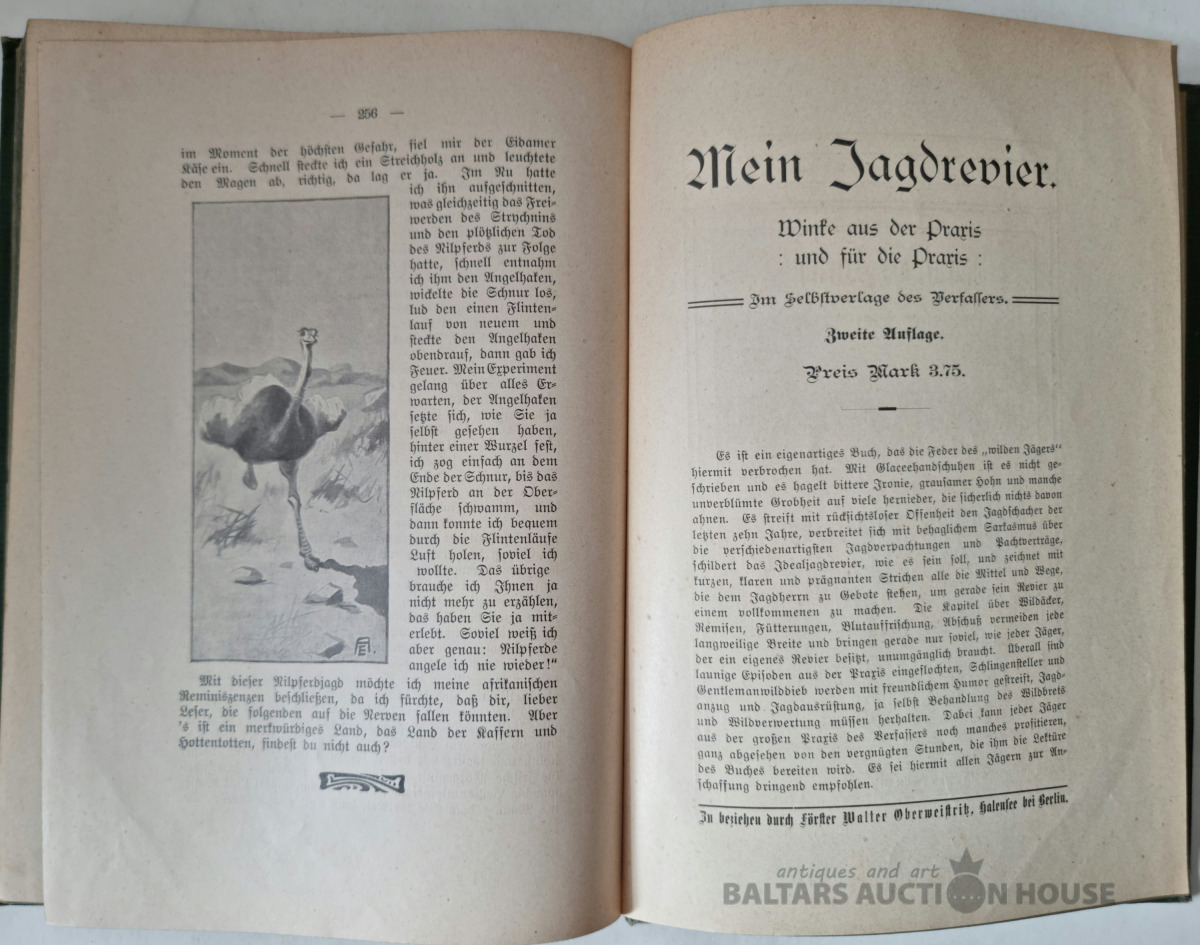 — 256 —
im Moment der höchsten Gefahr, fiel mir der Eidamer
Käse ein. Schnell steckte ich ein Streichholz an und leuchtete
den Magen ab, richtig, da lag er ja. Im Nu hatte
ich ihn aufgeschnitten,
was gleichzeitig das Frei-
werden des Strychnins
und den plötzlichen Tod
des Nilpferds zur Folge
hatte, schnell entnahm
ich ihm den Angelhaken,
wickelte die Schnur los,
lud den einen Flinten-
lauf von neuem und
steckte den Angelhaken
obendrauf, dann gab ich
Feuer. Mein Experiment
gelang über alles Er-
warten, der Angelhaken
setzte sich, wie Sie ja
selbst gesehen haben,
hinter einer Wurzel fest,
ich zog einfach an dem
Ende der Schnur, bis das
Nilpferd an der Ober-
fläche schwamm, und
dann konnte ich bequem
durch die Flintenläufe
Luft holen, soviel ich
wollte. Das übrige
brauche ich Ihnen ja
nicht mehr zu erzählen,
das haben Sie ja mit-
erlebt. Soviel weiß ich
aber genau: Nilpferde
angele ich nie wieder!“
Mit dieser Nilpferdjagd möchte ich meine afrikanischen
Reminiszenzen beschließen, da ich fürchte, daß dir, lieber
Leser, die folgenden auf die Nerven fallen könnten. Aber
's ist ein merkwürdiges Land, das Land der Kaffern und
Hottentotten, findest du nicht auch?
Mein Jagdrevier.
Winke aus der Praxis
: und für die Praxis :
Im Selbstverlage des Verfassers.
Zweite Auflage.
Preis Mark 3.75.
Es ist ein eigenartiges Buch, das die Feder des „wilden Jägers“
hiermit verbrochen hat. Mit Glaceehandschuhen ist es nicht ge-
schrieben und es hagelt bittere Ironie, grausamer Hohn und manche
unverblümte Grobheit auf viele hernieder, die sicherlich nichts davon
ahnen. Es streift mit rücksichtsloser Offenheit den Jagdschacher der
letzten zehn Jahre, verbreitet sich mit behaglichem Sarkasmus über
die verschiedenartigsten Jagdverpachtungen und Pachtverträge,
schildert das Idealjagdrevier, wie es sein soll, und zeichnet mit
kurzen, klaren und prägnanten Strichen alle die Mittel und Wege,
die dem Jagdherrn zu Gebote stehen, um gerade sein Revier zu
einem vollkommenen zu machen. Die Kapitel über Wildäcker,
Remisen, Fütterungen, Blutauffrischung, Abschuß vermeiden jede
langweilige Breite und bringen gerade nur soviel, wie jeder Jäger,
der ein eigenes Revier besitzt, unumgänglich braucht. Überall sind
launige Episoden aus der Praxis eingeflochten, Schlingensteller und
Gentlemanwilddieb werden mit freundlichem Humor gestreift, Jagd-
anzug und Jagdausrüstung, ja selbst Behandlung des Wildbrets
und Wildverwertung müssen herhalten. Dabei kann jeder Jäger
aus der großen Praxis des Verfassers noch manches profitieren,
ganz abgesehen von den vergnügten Stunden, die ihm die Lektüre
des Buches bereiten wird. Es sei hiermit allen Jägern zur An-
schaffung dringend empfohlen.
Zu beziehen durch Förster Walter Oberweistritz, Halensee bei Berlin.
antiques and art
BALTARS AUCTION HOUSE